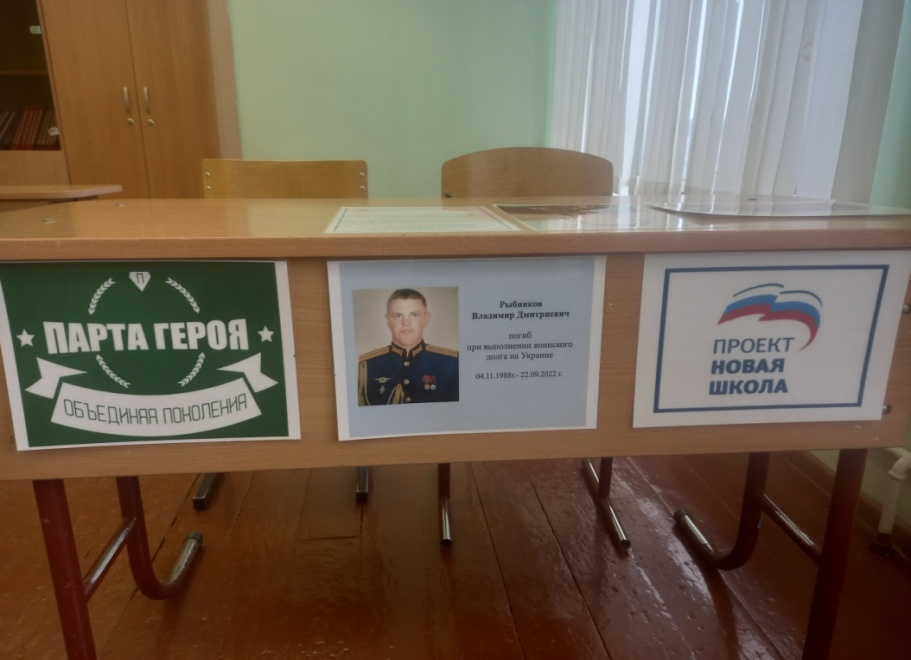 П
ПАРТА ГЕРОЯ
ОБЪЕДИНЯЯ ПОКОЛЕНИЯ
Рыбняков
Владимир Дмитриевич
погиб
при выполнении воинского
долга на Украине
04.11.1988г.- 22.09.2022 г.
ПРОЕКТ
НОВАЯ
ШКОЛА